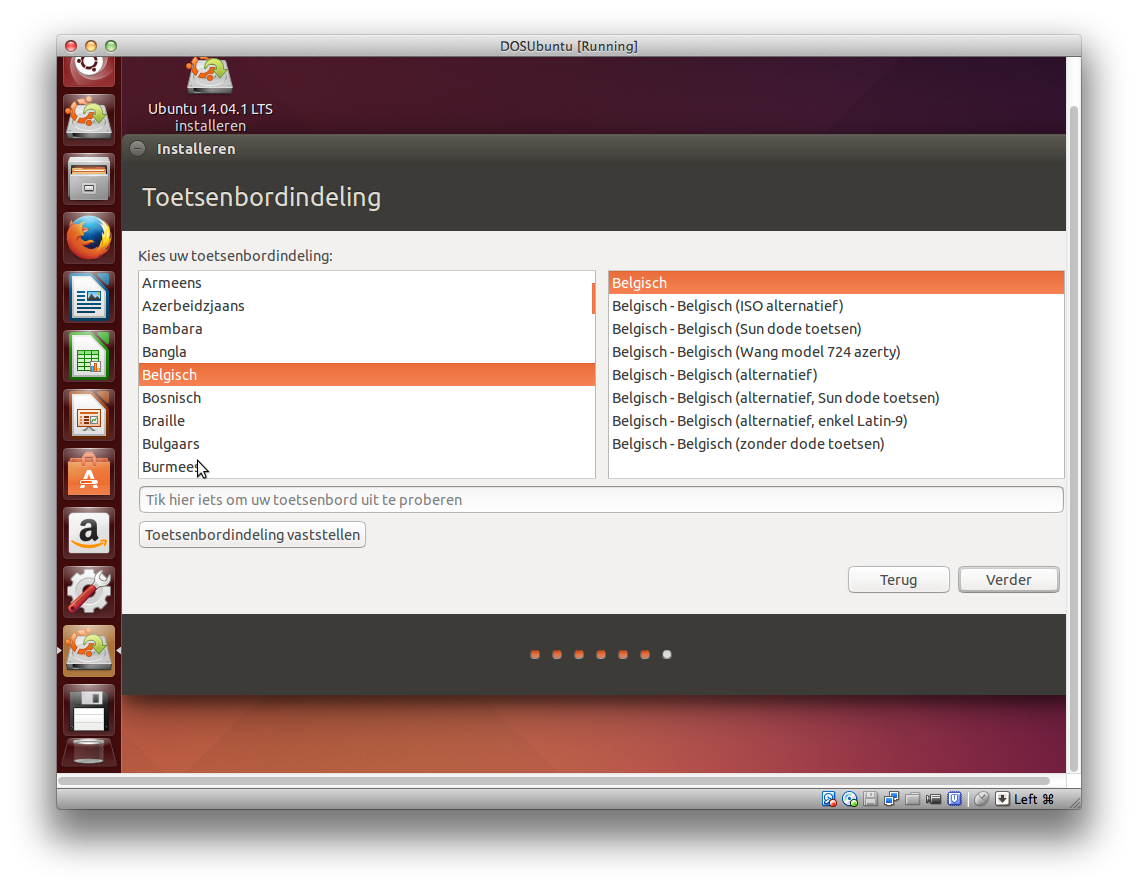 DOSUbuntu [Running]
Ubuntu 14.04.1 LTS
installeren
Installeren
Toetsenbordindeling
Kies uw toetsenbordindeling:
Armeens
Azerbeidzjaans
Bambara
Bangla
Belgisch
Bosnisch
Braille
Bulgaars
Burmees
Belgisch
Belgisch - Belgisch (ISO alternatief)
Belgisch - Belgisch (Sun dode toetsen)
Belgisch - Belgisch (Wang model 724 azerty)
Belgisch - Belgisch (alternatief)
Belgisch - Belgisch (alternatief, Sun dode toetsen)
Belgisch - Belgisch (alternatief, enkel Latin-9)
Belgisch - Belgisch (zonder dode toetsen)
Tik hier iets om uw toetsenbord uit te proberen
Toetsenbordindeling vaststellen
Terug
Verder
Left ⌘